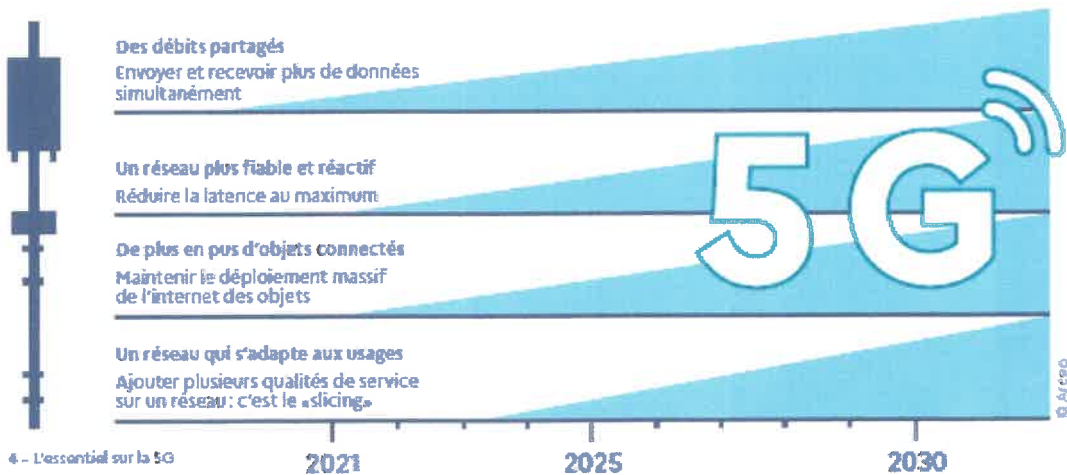 Des débits partagés
Envoyer et recevoir plus de données
simultanément
Un réseau plus fiable et réactif
Réduire la latence au maximum
5G
De plus en pus d'objets connectés
Maintenir le déploiement massif
de l'internet des objets
Un réseau qui s'adapte aux usages
Ajouter plusieurs qualités de service
sur un réseau : c'est le «slicing»
4 – L'essentiel sur la 5G
2021
2025
2030